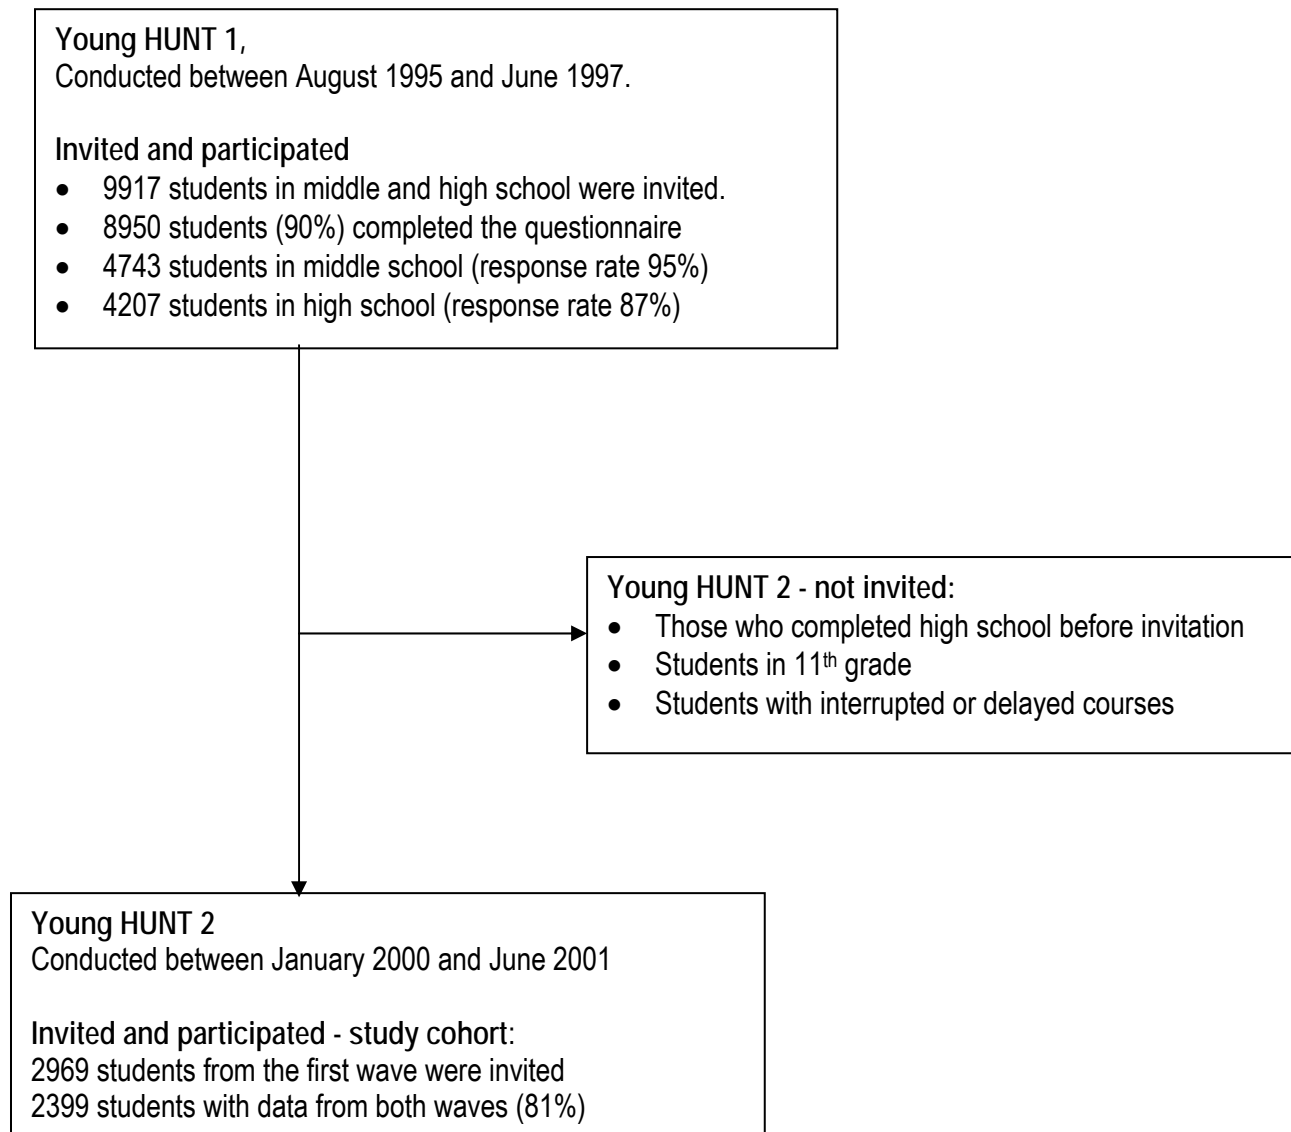 Young HUNT 1,
Conducted between August 1995 and June 1997.
Invited and participated
• 9917 students in middle and high school were invited.
• 8950 students (90%) completed the questionnaire
• 4743 students in middle school (response rate 95%)
• 4207 students in high school (response rate 87%)
Young HUNT 2 - not invited:
• Those who completed high school before invitation
• Students in 11th grade
• Students with interrupted or delayed courses
Young HUNT 2
Conducted between January 2000 and June 2001
Invited and participated - study cohort:
2969 students from the first wave were invited
2399 students with data from both waves (81%)